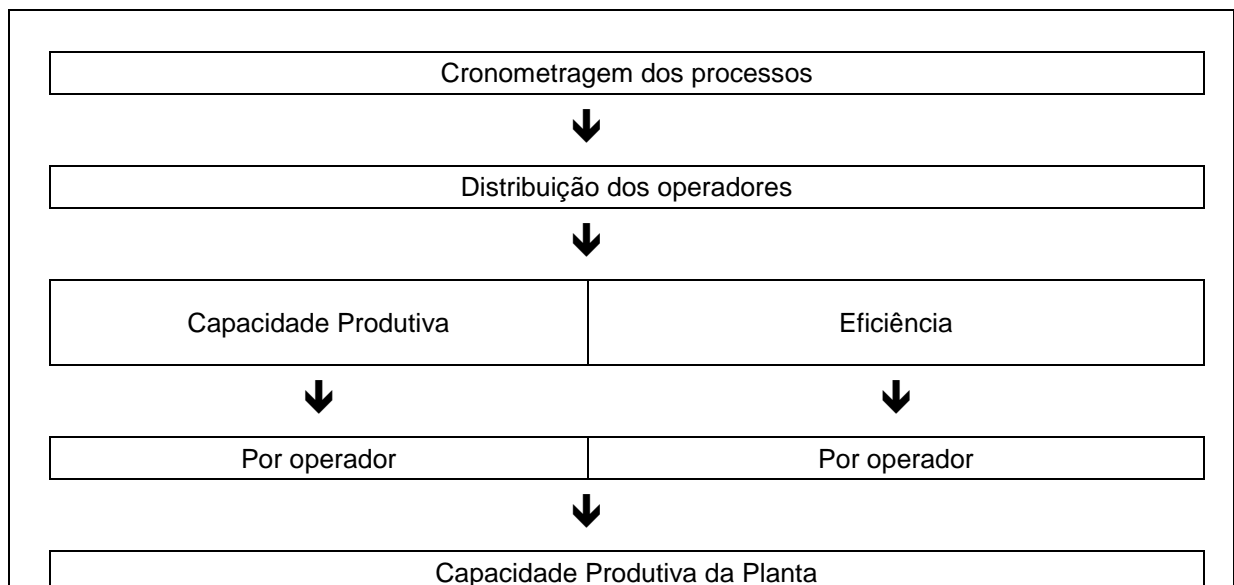 Cronometragem dos processos
Distribuição dos operadores
Capacidade Produtiva
Eficiência
Por operador
Por operador
Capacidade Produtiva da Planta